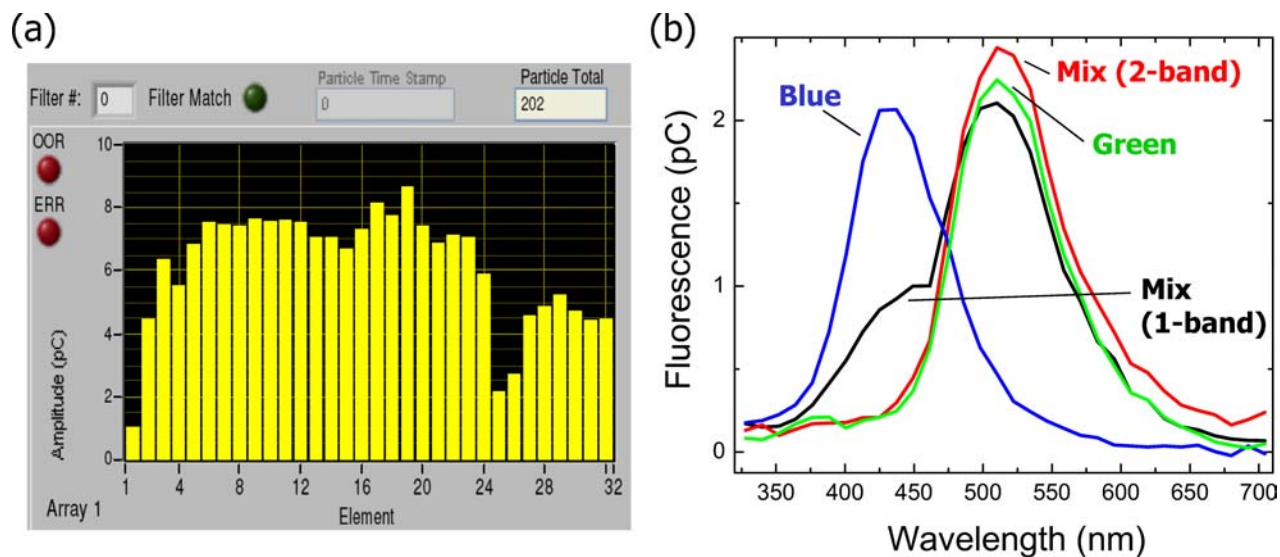 (a)
Filter #: 0 Filter Match Particle Time Stamp 0 Particle Total 202
OOR
ERR
Amplitude (pC)
10
8
6
4
2
0
1 4 8 12 16 20 24 28 32
Array 1 Element
(b)
Fluorescence (pC)
2
1
0
Blue
Mix (2-band)
Green
Mix
(1-band)
350 400 450 500 550 600 650 700
Wavelength (nm)